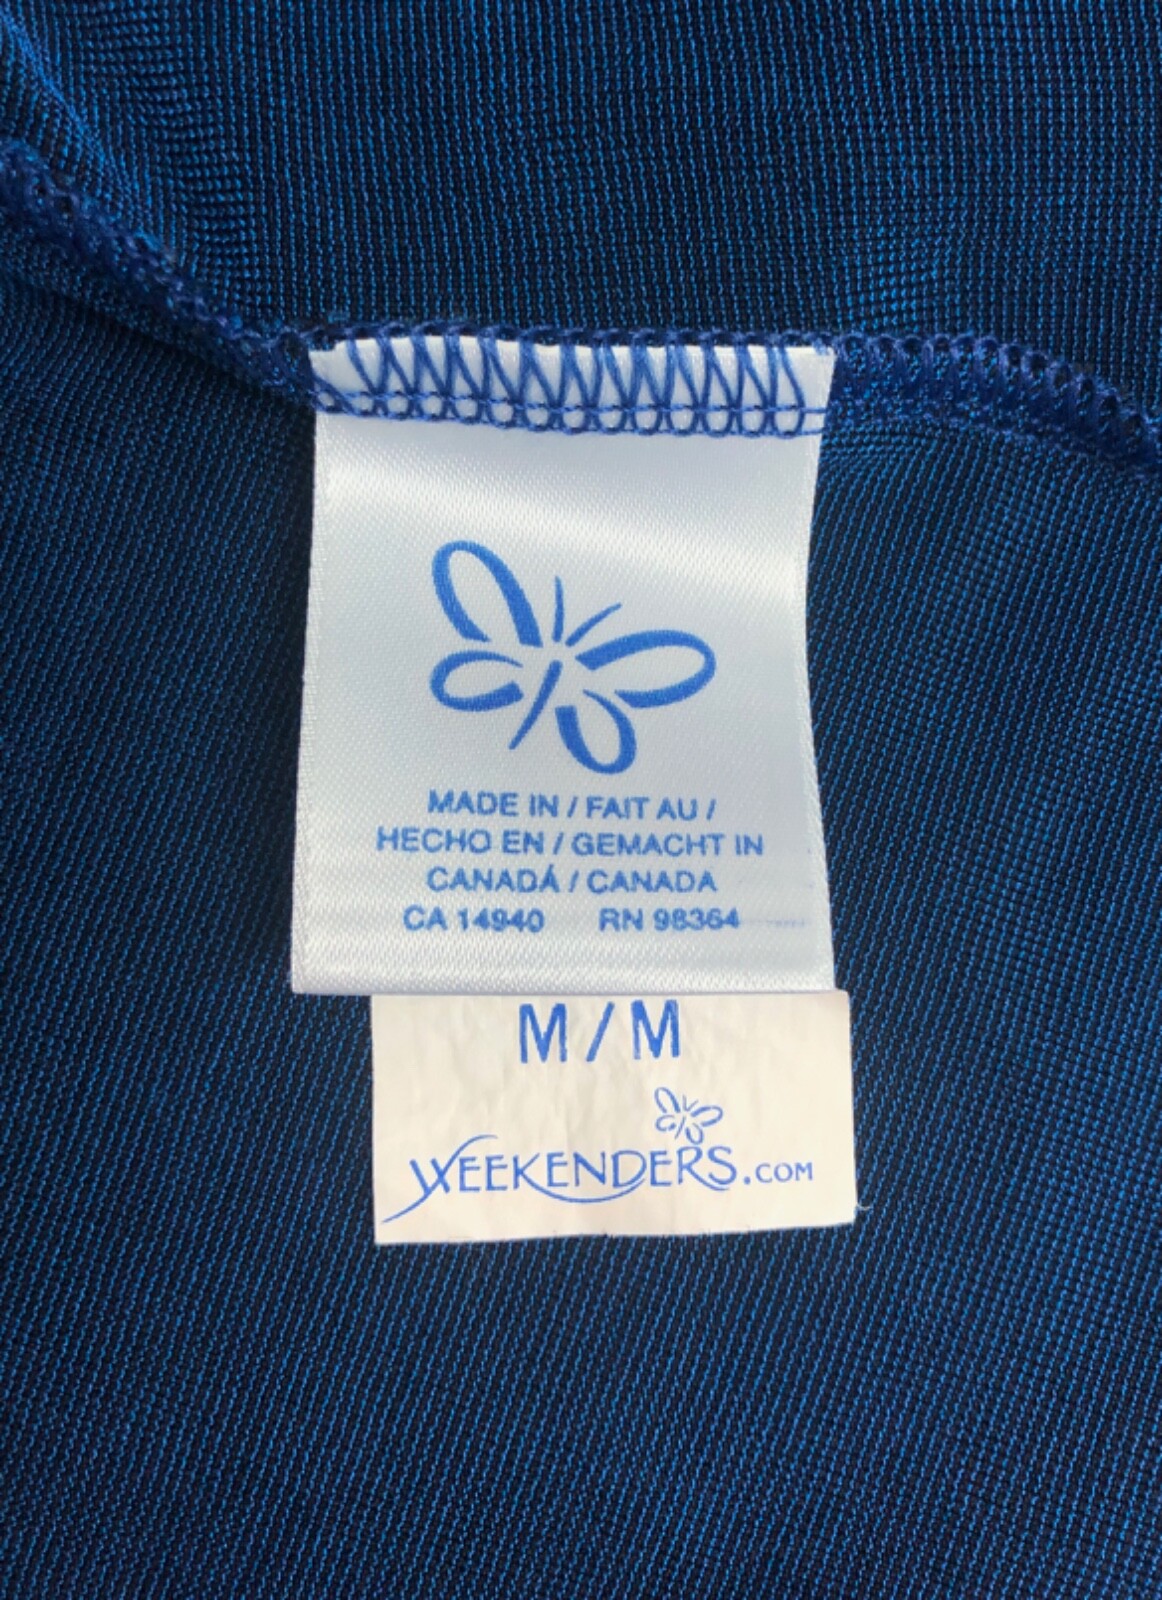 MADE IN / FAIT AU /
HECHO EN / GEMACHT IN
CANADÁ / CANADA
CA 14940 RN 98364
M / M
WEEKENDERS.COM